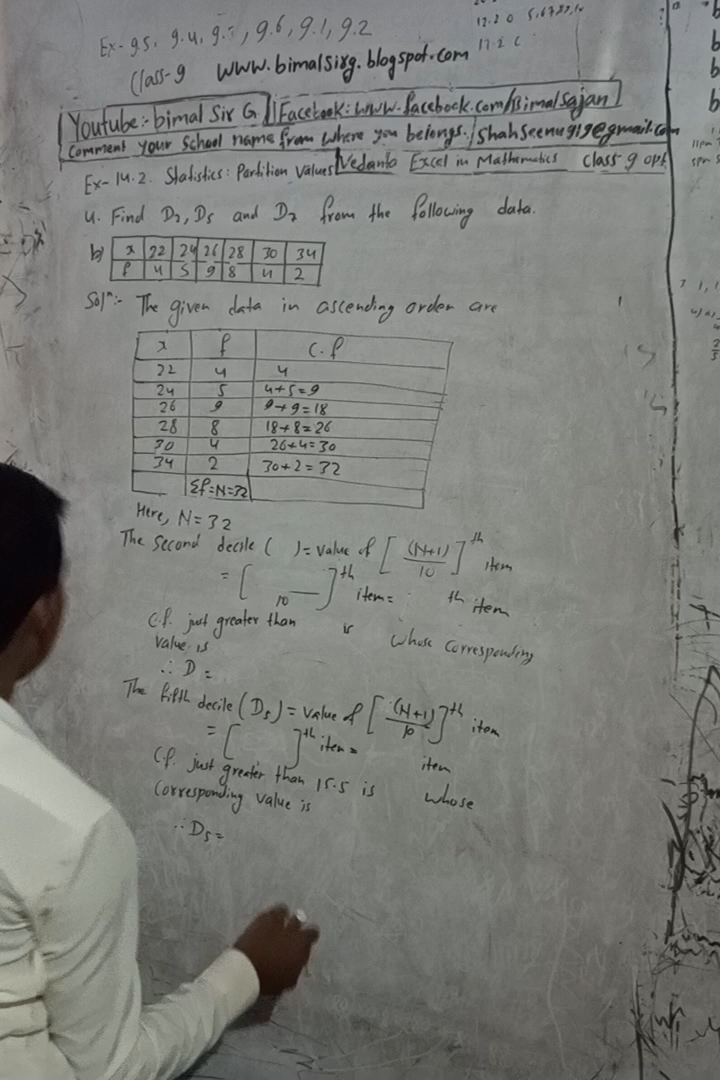 Ex- 9.5, 9.4, 9. , 9.6, 9.1, 9.2
Class-9 www.bimalsirg.blogspot.com
Youtube:- bimal Sir G Facebook: www.facebook.com/Bimalsajan
Comment your School name from where you belongs. / Shahseenu919@gmail.com
Ex- 14.2. Statistics: Partition Values Vedanta Excel in Mathematics Class 9 opt
4. Find D2, D5 and D7 from the following data.
b) x 22 24 26 28 30 34
f 4 5 9 8 4 2
Solⁿ:- The given data in ascending order are
x f c.f
22 4 4
24 5 4+5=9
26 9 9+9=18
28 8 18+8=26
30 4 26+4=30
34 2 30+2=32
Σf=N=32
Here, N=32
The Second decile ( ) = value of [(N+1)/10]th item
= [ /10]th item = th item
C.f. just greater than is whose corresponding
value is
∴ D =
The fifth decile (D5) = value of [(N+1)/10]th item
= [ ]th item = item
C.f. just greater than 15.5 is whose
corresponding value is
∴ D5 =